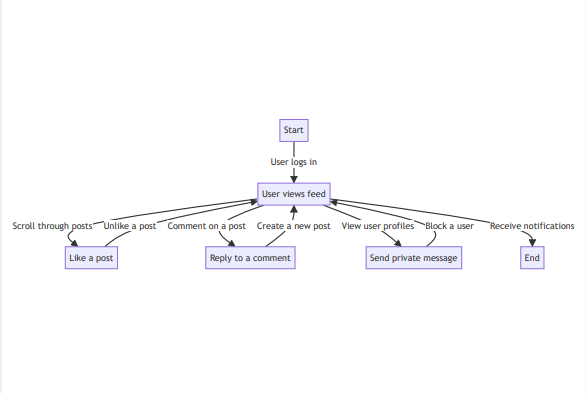 Start
User logs in
User views feed
Scroll through posts
Unlike a post
Comment on a post
Create a new post
View user profiles
Block a user
Receive notifications
Like a post
Reply to a comment
Send private message
End